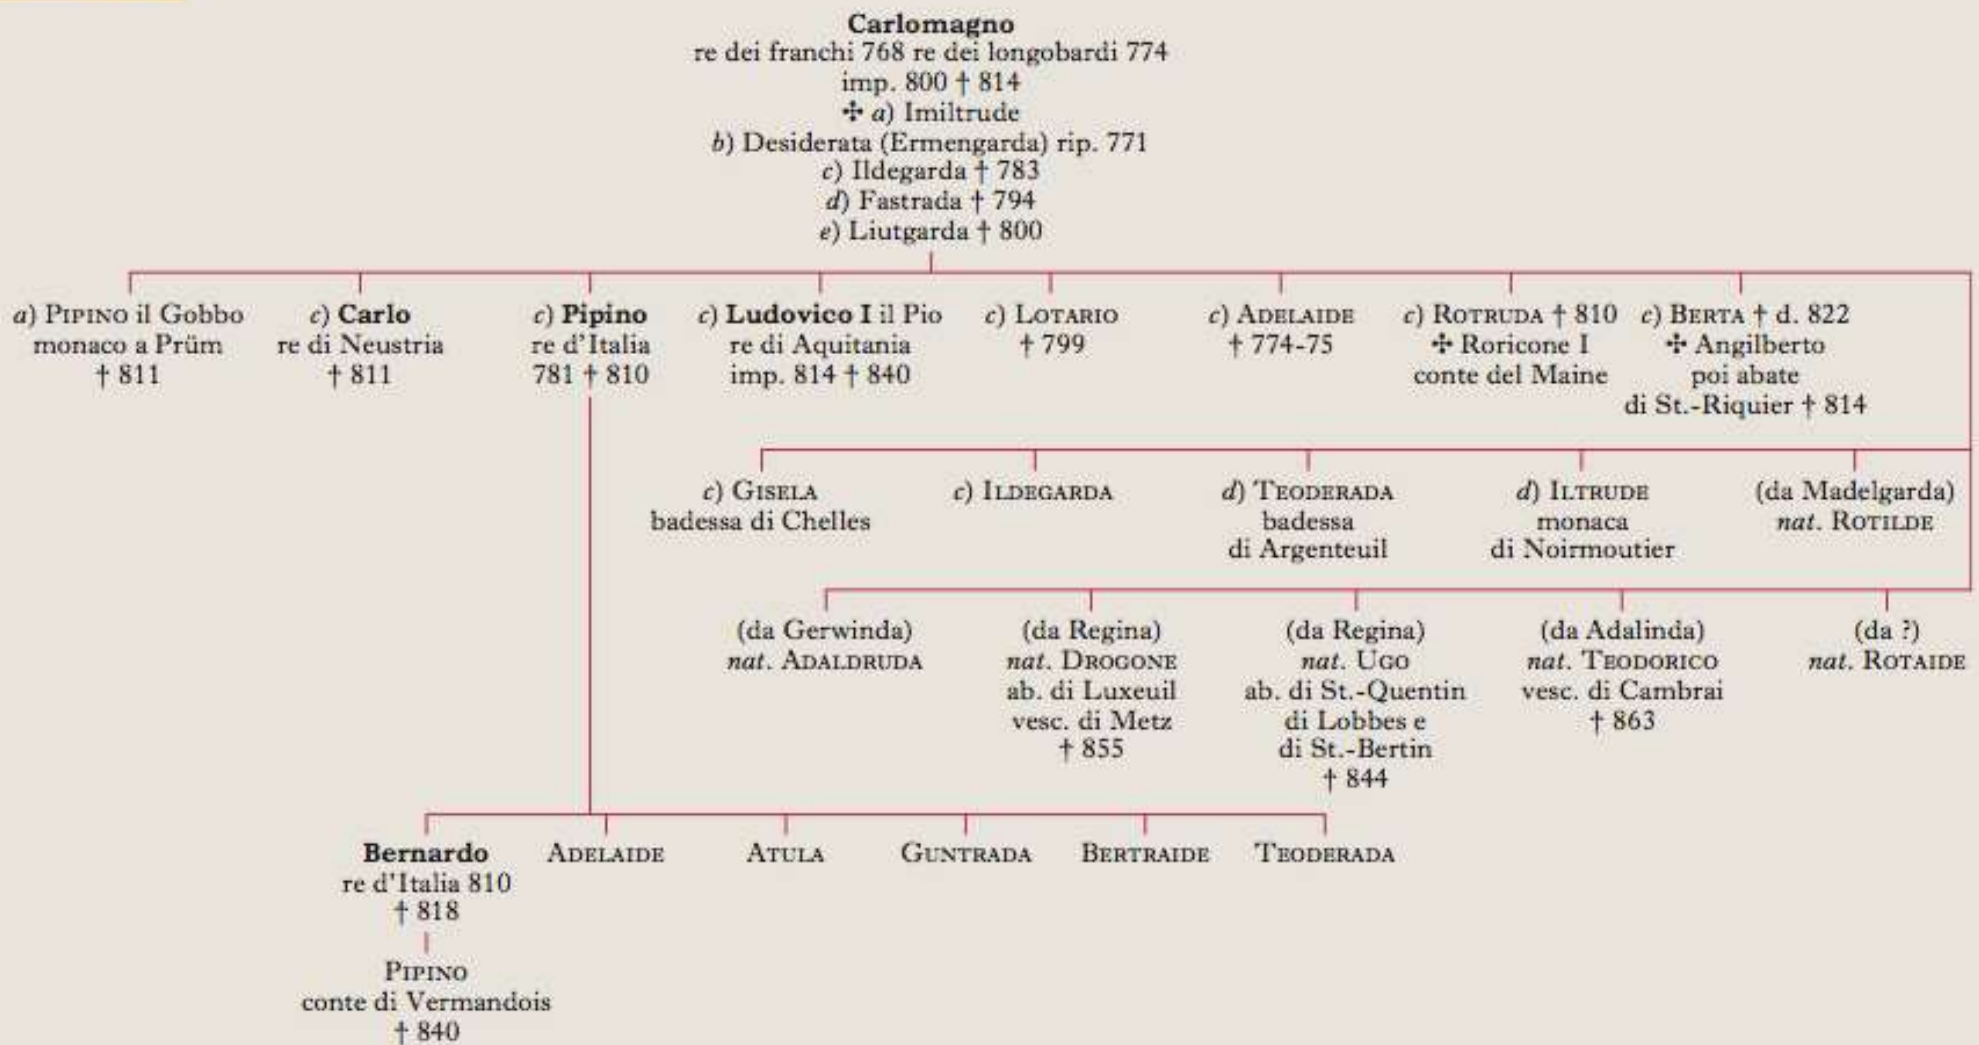 Carlomagno
re dei franchi 768 re dei longobardi 774
imp. 800 † 814
✣ a) Imiltrude
b) Desiderata (Ermengarda) rip. 771
c) Ildegarda † 783
d) Fastrada † 794
e) Liutgarda † 800
a) PIPINO il Gobbo
monaco a Prüm
† 811
c) Carlo
re di Neustria
† 811
c) Pipino
re d'Italia
781 † 810
c) Ludovico I il Pio
re di Aquitania
imp. 814 † 840
c) LOTARIO
† 799
c) ADELAIDE
† 774-75
c) ROTRUDA † 810
✣ Roricone I
conte del Maine
c) BERTA † d. 822
✣ Angilberto
poi abate
di St.-Riquier † 814
c) GISELA
badessa di Chelles
c) ILDEGARDA
d) TEODERADA
badessa
di Argenteuil
d) ILTRUDE
monaca
di Noirmoutier
(da Madelgarda)
nat. ROTILDE
(da Gerwinda)
nat. ADALDRUDA
(da Regina)
nat. DROGONE
ab. di Luxeuil
vesc. di Metz
† 855
(da Regina)
nat. UGO
ab. di St.-Quentin
di Lobbes e
di St.-Bertin
† 844
(da Adalinda)
nat. TEODORICO
vesc. di Cambrai
† 863
(da ?)
nat. ROTAIDE
Bernardo
re d'Italia 810
† 818
ADELAIDE
ATULA
GUNTRADA
BERTRAIDE
TEODERADA
PIPINO
conte di Vermandois
† 840